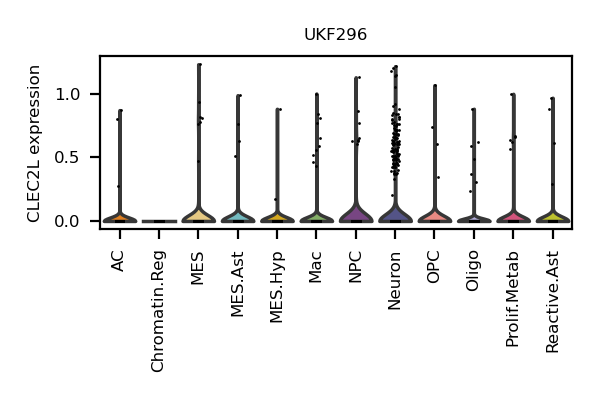 UKF296
CLEC2L expression
1.0
0.5
0.0
AC
Chromatin.Reg
MES
MES.Ast
MES.Hyp
Mac
NPC
Neuron
OPC
Oligo
Prolif.Metab
Reactive.Ast